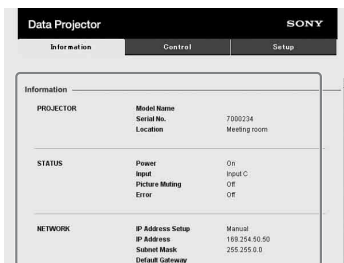 Data Projector
SONY
Information Control Setup
Information
PROJECTOR Model Name
Serial No. 7000234
Location Meeting room
STATUS Power On
Input Input C
Picture Muting Off
Error Off
NETWORK IP Address Setup Manual
IP Address 169.254.50.50
Subnet Mask 255.255.0.0
Default Gateway